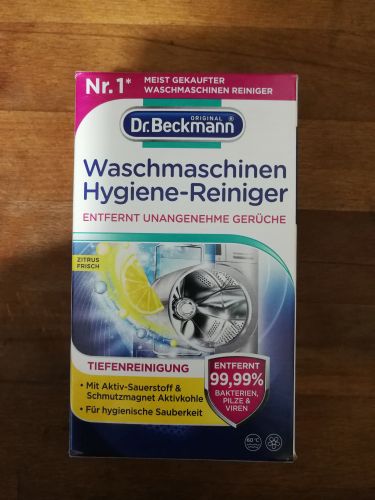 Nr.1*
MEIST GEKAUFTER
WASCHMASCHINEN REINIGER
ORIGINAL
Dr.Beckmann®
Waschmaschinen
Hygiene-Reiniger
ENTFERNT UNANGENEHME GERÜCHE
ZITRUS
FRISCH
TIEFENREINIGUNG
• Mit Aktiv-Sauerstoff &
Schmutzmagnet Aktivkohle
• Für hygienische Sauberkeit
ENTFERNT
99,99%
BAKTERIEN,
PILZE &
VIREN
60°C